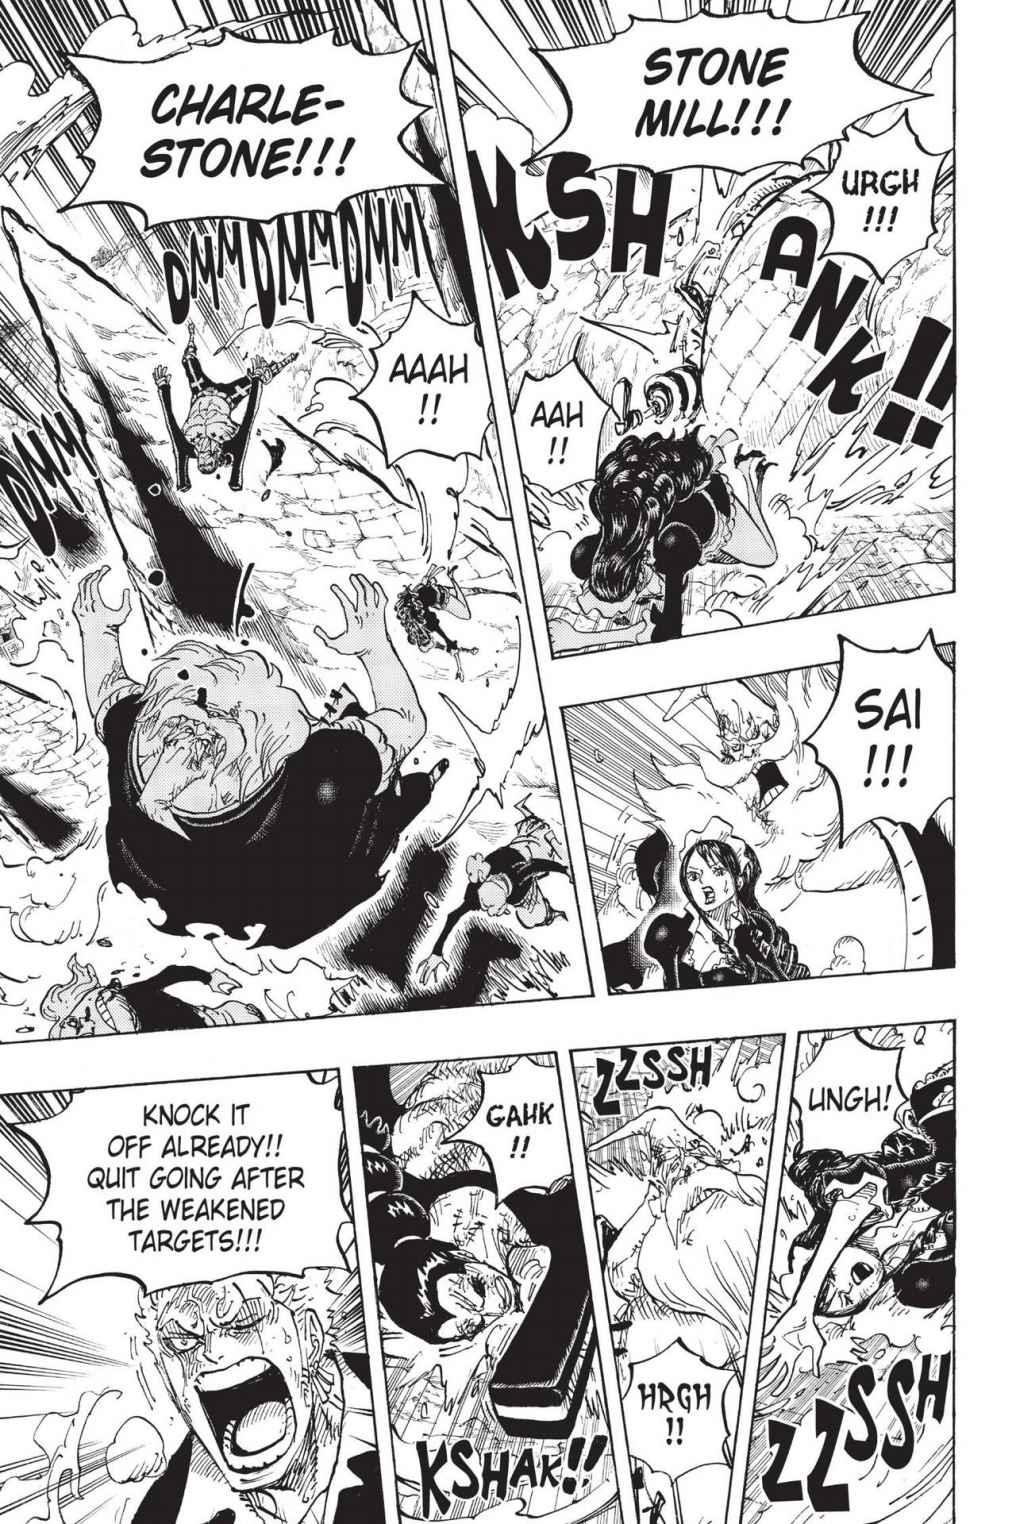 STONE
MILL!!!
URGH
!!!
KSH
ANK!!
AAH
!!
CHARLE-
STONE!!!
DMMDMMDMM
AAAH
!!
DMM
SAI
!!!
UNGH!
ZZSSH
ZZSSH
HRGH
!!
GAHK
!!
KSHAK!!
KNOCK IT
OFF ALREADY!!
QUIT GOING AFTER
THE WEAKENED
TARGETS!!!